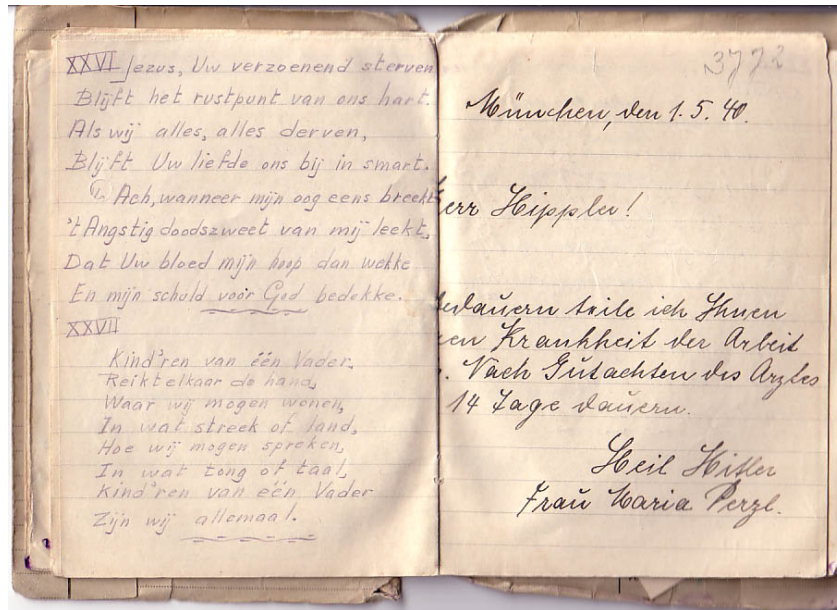 XXVI Jezus, Uw verzoenend sterven
Blijft het rustpunt van ons hart.
Als wij alles, alles derven,
Blijft Uw liefde ons bij in smart.
Ach, wanneer mijn oog eens breekt
't Angstig doodszweet van mij leekt,
Dat Uw bloed mijn hoop dan wekke
En mijn schuld voor God bedekke.
XXVII
Kind'ren van één Vader,
Reikt elkaar de hand,
Waar wij mogen wonen,
In wat streek of land,
Hoe wij mogen spreken,
In wat tong of taal,
Kind'ren van één Vader
Zijn wij allemaal.
3772
München, den 1. 5. 40.
err Hippler!
edauern teile ich Ihnen
en Krankheit der Arbeit
. Nach Gutachten des Arztes
14 Tage dauern.
Heil Hitler
Frau Maria Perzl.